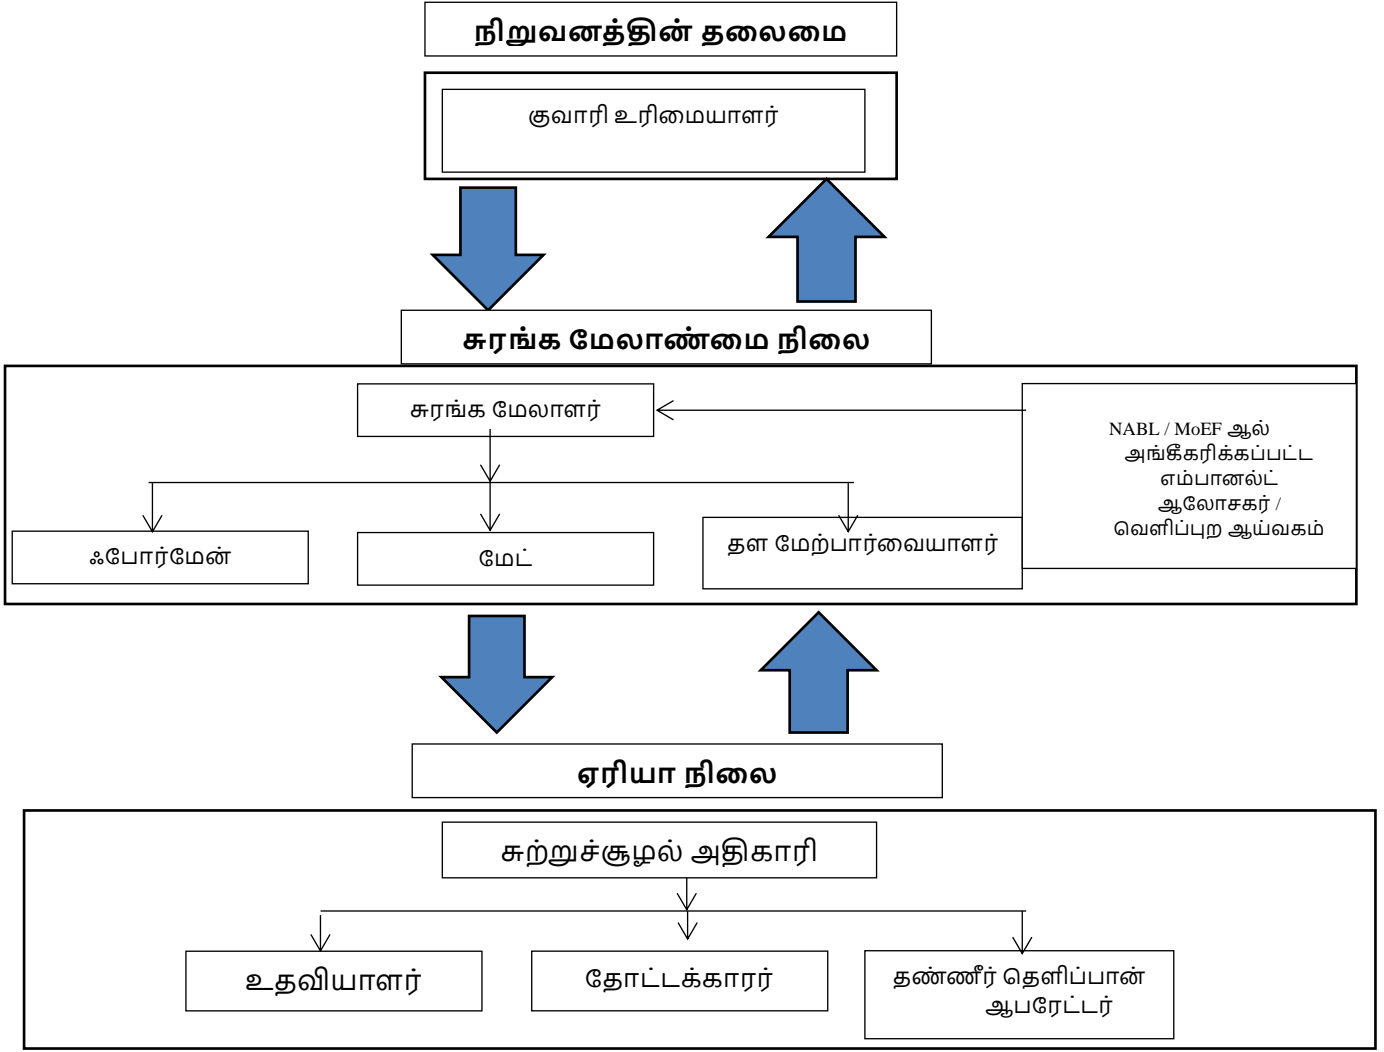 நிறுவனத்தின் தலைமை
குவாரி உரிமையாளர்
சுரங்க மேலாண்மை நிலை
சுரங்க மேலாளர்
NABL / MoEF ஆல்
அங்கீகரிக்கப்பட்ட
எம்பானல்ட்
ஆலோசகர் /
வெளிப்புற ஆய்வகம்
ஃபோர்மேன்
மேட்
தள மேற்பார்வையாளர்
ஏரியா நிலை
சுற்றுச்சூழல் அதிகாரி
உதவியாளர்
தோட்டக்காரர்
தண்ணீர் தெளிப்பான்
ஆபரேட்டர்